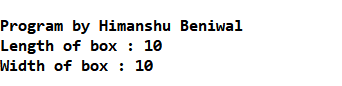 Program by Himanshu Beniwal
Length of box : 10
Width of box : 10